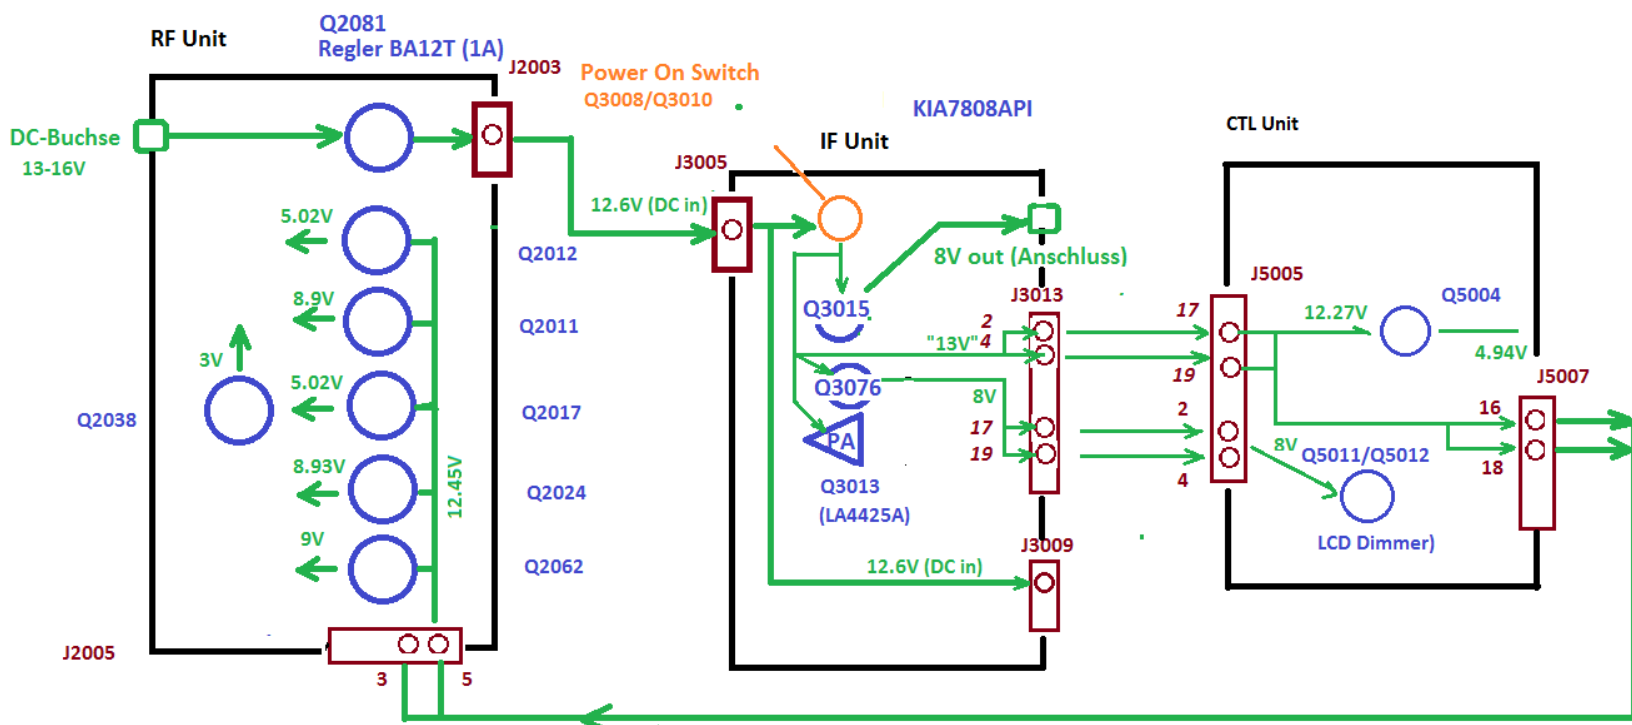 RF Unit
Q2081
Regler BA12T (1A)
J2003
DC-Buchse
13-16V
Power On Switch
Q3008/Q3010
KIA7808API
IF Unit
CTL Unit
J3005
12.6V (DC in)
5.02V
Q2012
8.9V
Q2011
3V
5.02V
Q2017
Q2038
8.93V
Q2024
12.45V
9V
Q2062
J2005
3
5
8V out (Anschluss)
Q3015
J3013
2
"13V"
4
Q3076
8V
17
19
PA
Q3013
(LA4425A)
J3009
12.6V (DC in)
J5005
17
12.27V
Q5004
4.94V
19
J5007
2
16
8V
Q5011/Q5012
18
4
LCD Dimmer)